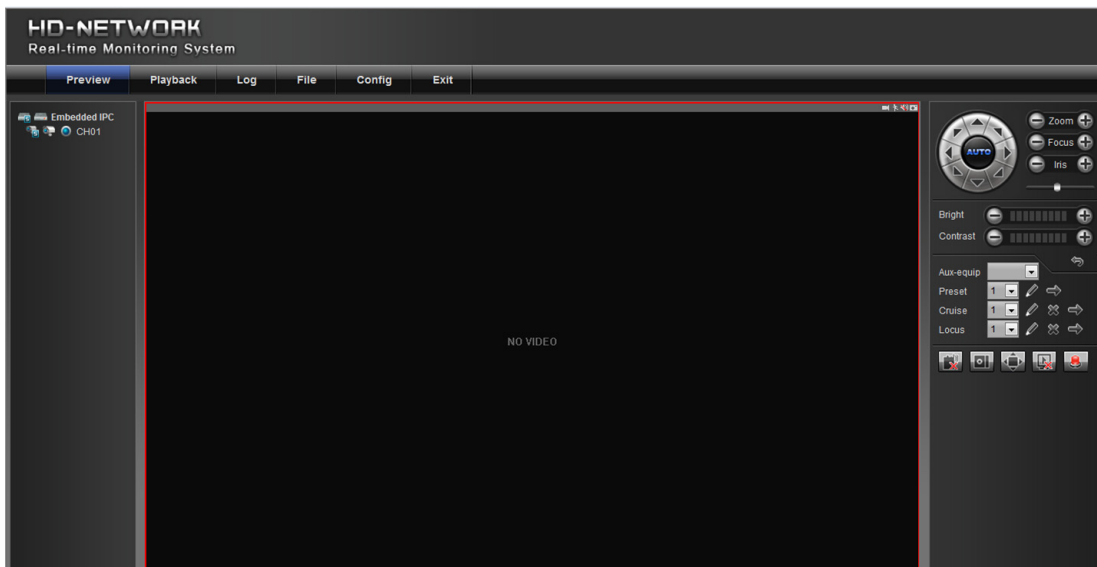 HD-NETWORK
Real-time Monitoring System
Preview Playback Log File Config Exit
Embedded IPC
CH01
NO VIDEO
AUTO
Zoom
Focus
Iris
Bright
Contrast
Aux-equip
Preset 1
Cruise 1
Locus 1